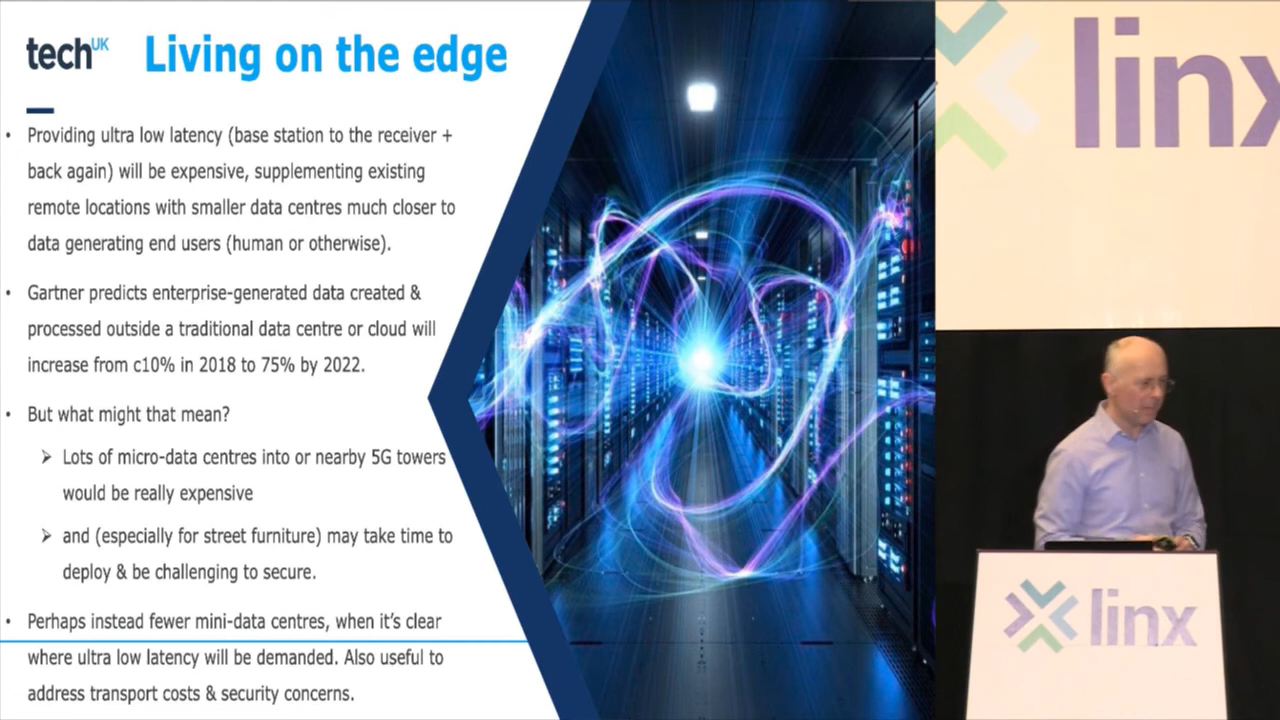 techUK Living on the edge
• Providing ultra low latency (base station to the receiver +
back again) will be expensive, supplementing existing
remote locations with smaller data centres much closer to
data generating end users (human or otherwise).
• Gartner predicts enterprise-generated data created &
processed outside a traditional data centre or cloud will
increase from c10% in 2018 to 75% by 2022.
• But what might that mean?
➢ Lots of micro-data centres into or nearby 5G towers
would be really expensive
➢ and (especially for street furniture) may take time to
deploy & be challenging to secure.
• Perhaps instead fewer mini-data centres, when it's clear
where ultra low latency will be demanded. Also useful to
address transport costs & security concerns.
linx
linx